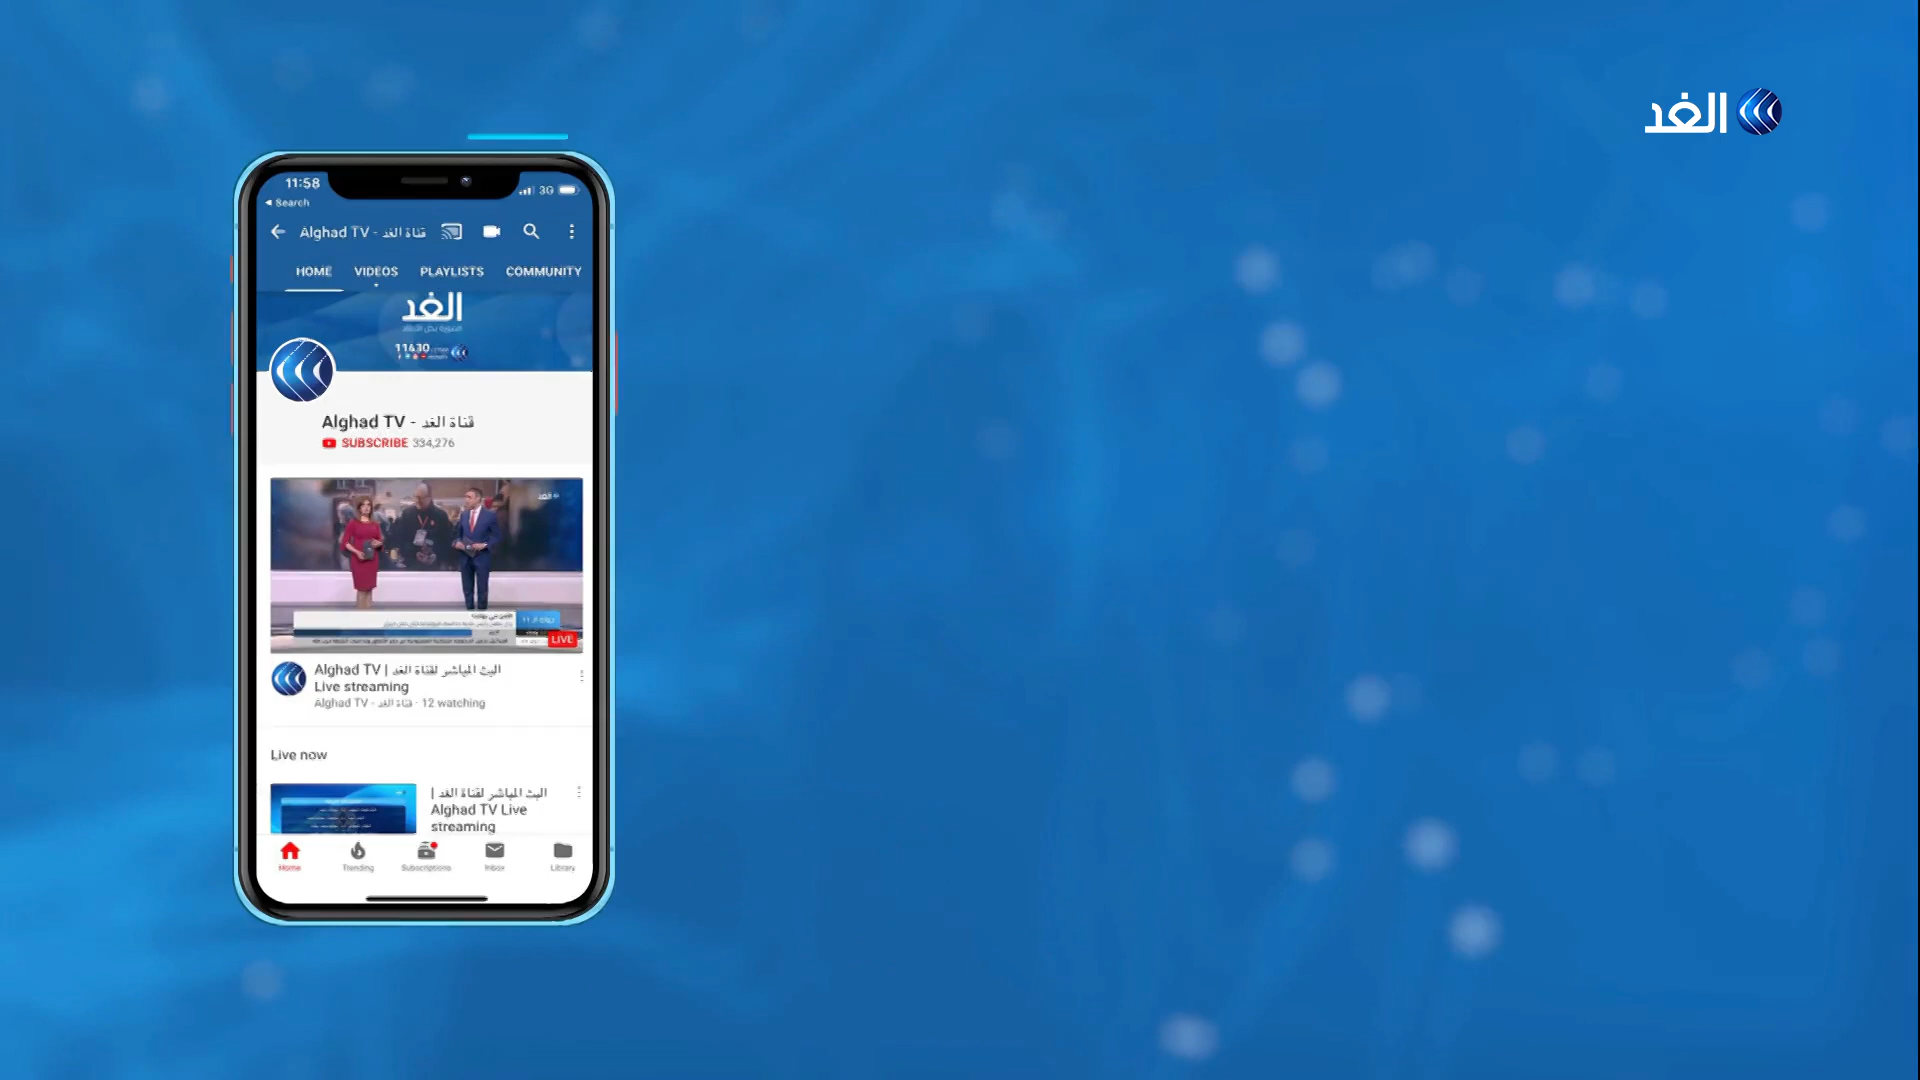 الغد
11:58
3G
Search
Alghad TV - قناة الغد
HOME VIDEOS PLAYLISTS COMMUNITY
الغد
11430
Alghad TV - قناة الغد
SUBSCRIBE 334,276
الغد
LIVE
Alghad TV | البث المباشر لقناة الغد
Live streaming
Alghad TV - قناة الغد · 12 watching
Live now
البث المباشر لقناة الغد |
Alghad TV Live
streaming
Home Trending Subscriptions Inbox Library